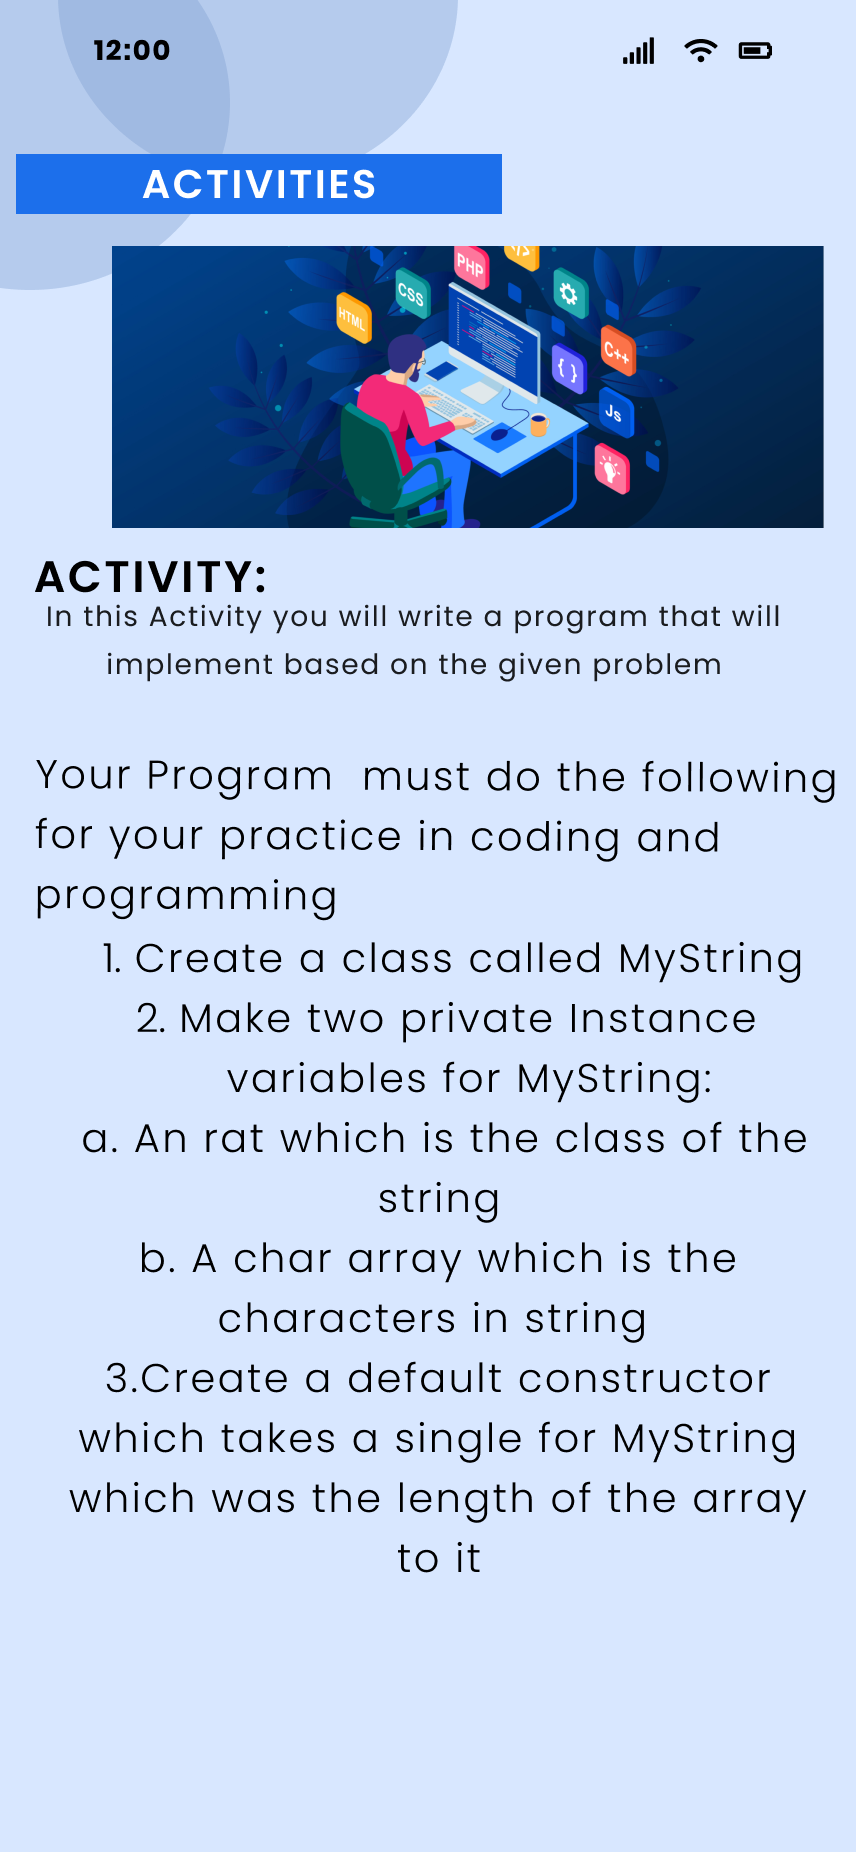 12:00
ACTIVITIES
</>
PHP
CSS
HTML
C++
{ }
Js
ACTIVITY:
In this Activity you will write a program that will
implement based on the given problem
Your Program must do the following
for your practice in coding and
programming
1. Create a class called MyString
2. Make two private Instance
variables for MyString:
a. An rat which is the class of the
string
b. A char array which is the
characters in string
3.Create a default constructor
which takes a single for MyString
which was the length of the array
to it